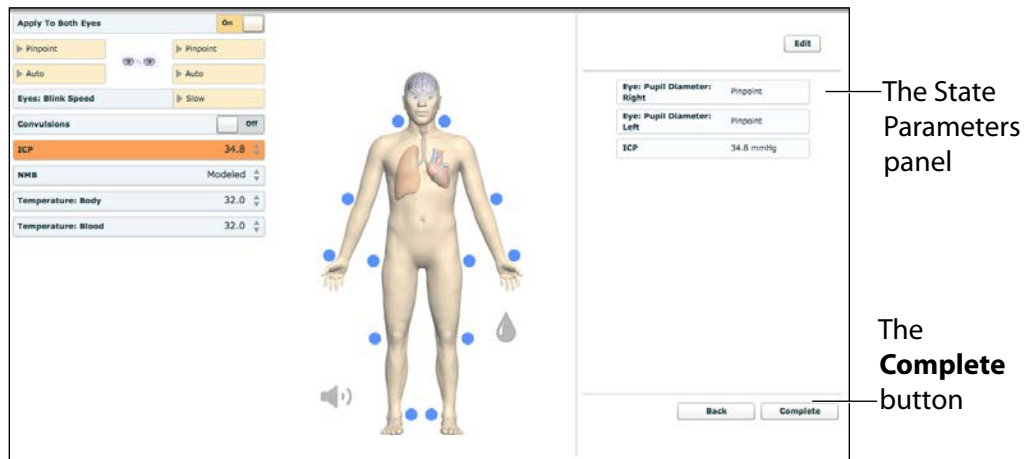 Apply To Both Eyes On
Pinpoint Pinpoint
Auto Auto
Eyes: Blink Speed Slow
Convulsions Off
ICP 34.8
NMB Modeled
Temperature: Body 32.0
Temperature: Blood 32.0
Edit
Eye: Pupil Diameter:
Right
Pinpoint
Eye: Pupil Diameter:
Left
Pinpoint
ICP 34.8 mmHg
Back Complete
The State
Parameters
panel
The
Complete
button